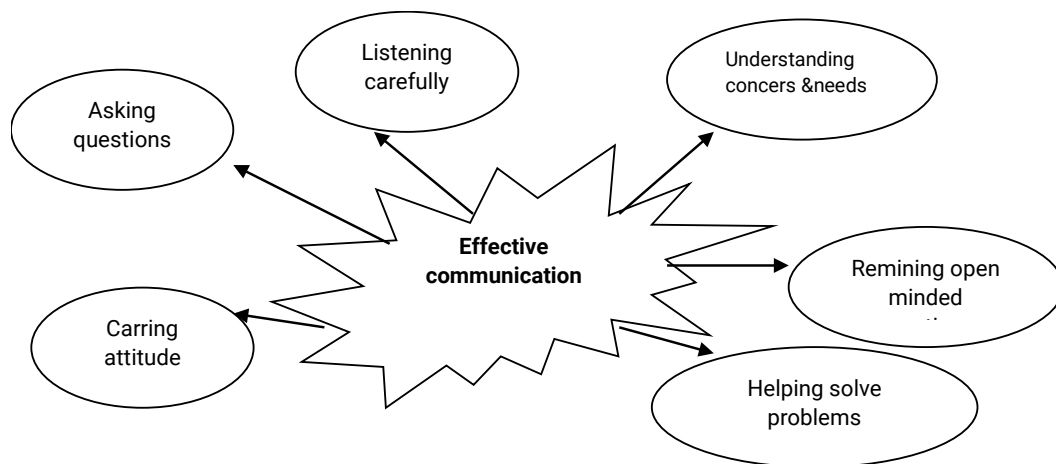 Listening
carefully
Understanding
concers &needs
Asking
questions
Effective
communication
Remining open
minded
Carring
attitude
Helping solve
problems